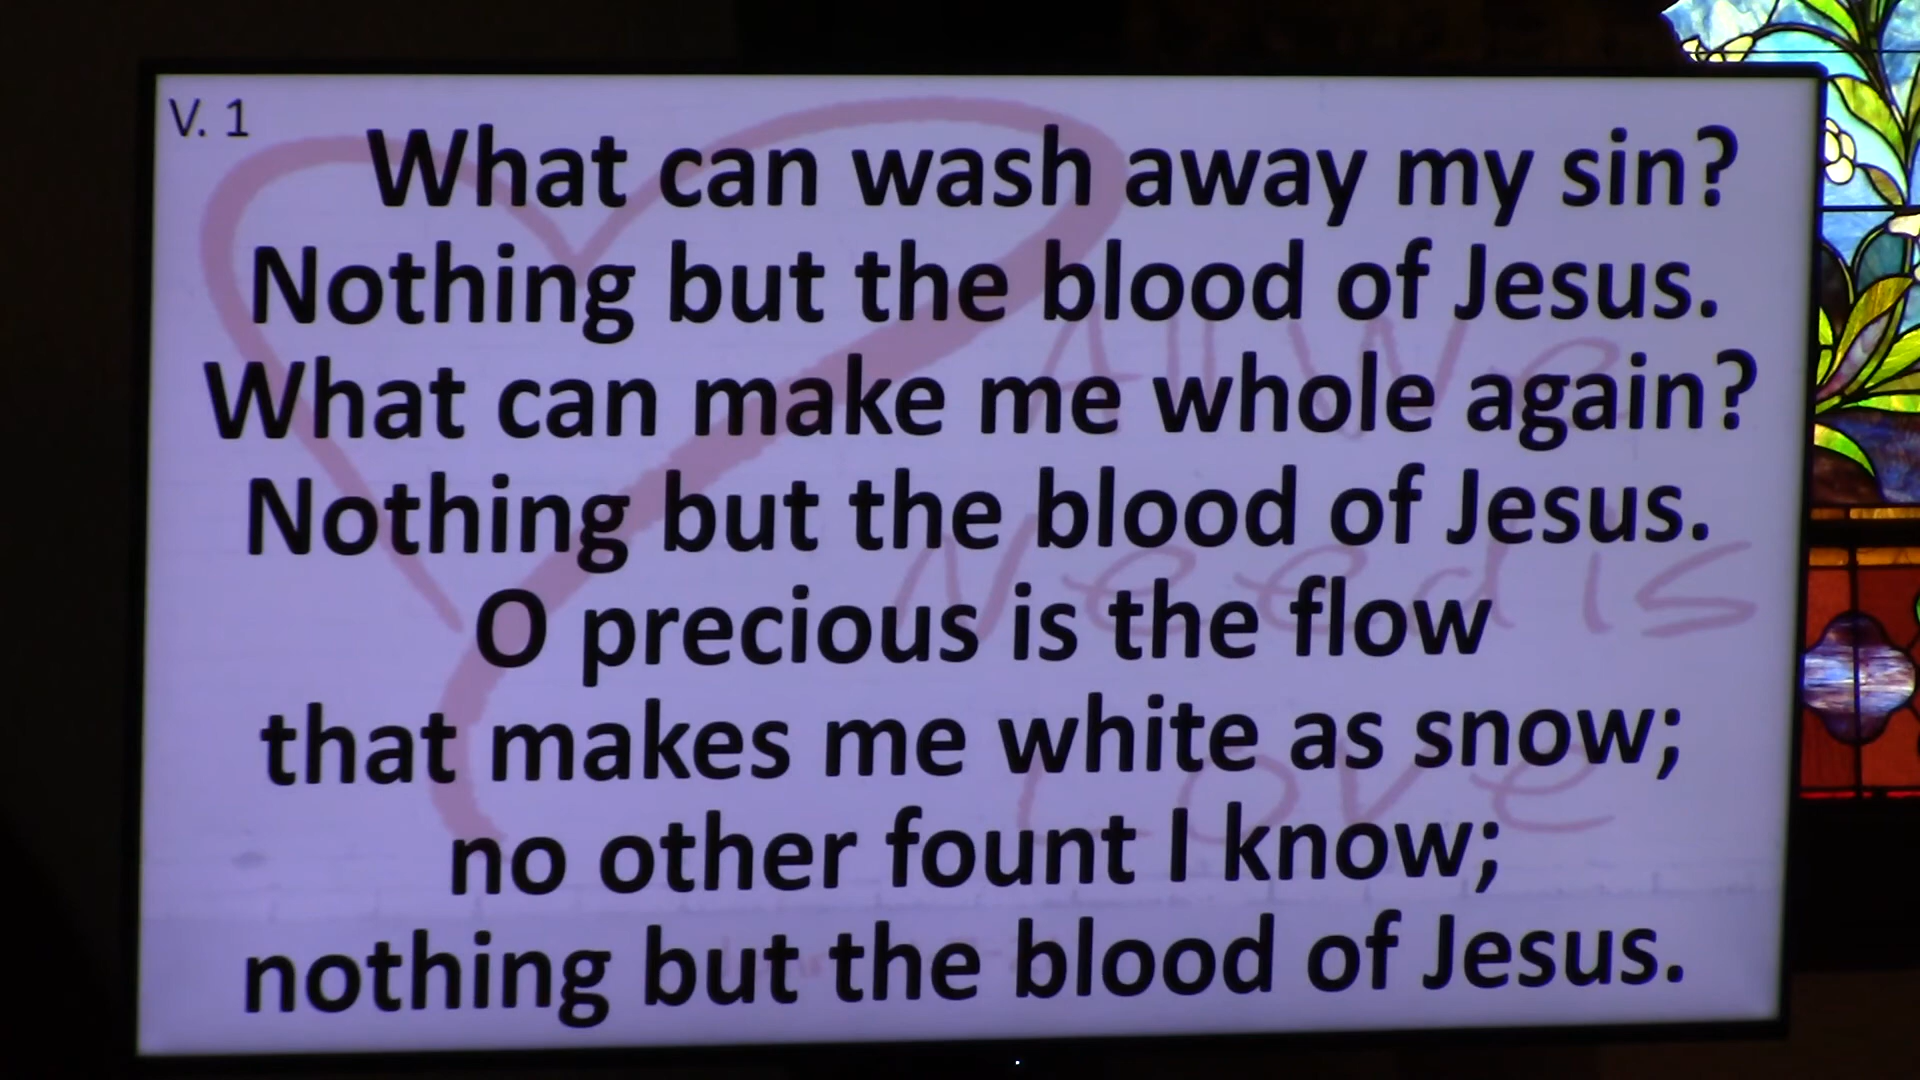 V. 1
What can wash away my sin?
Nothing but the blood of Jesus.
What can make me whole again?
Nothing but the blood of Jesus.
O precious is the flow
that makes me white as snow;
no other fount I know;
nothing but the blood of Jesus.
All We
Need is
Love